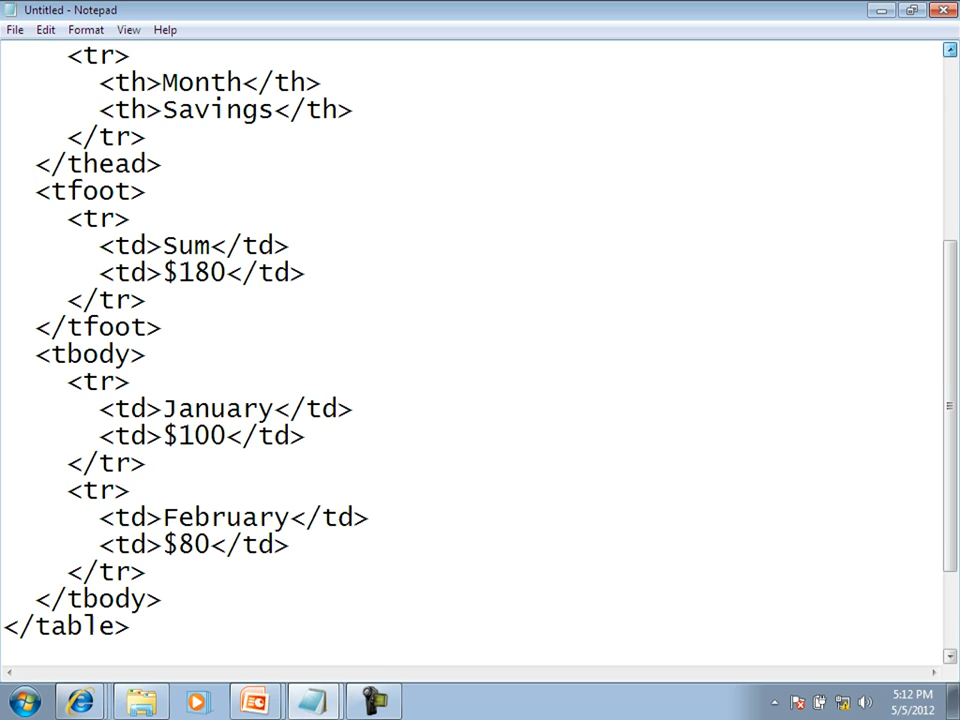 Untitled - Notepad
File Edit Format View Help
<tr>
<th>Month</th>
<th>Savings</th>
</tr>
</thead>
<tfoot>
<tr>
<td>Sum</td>
<td>$180</td>
</tr>
</tfoot>
<tbody>
<tr>
<td>January</td>
<td>$100</td>
</tr>
<tr>
<td>February</td>
<td>$80</td>
</tr>
</tbody>
</table>
5:12 PM
5/5/2012